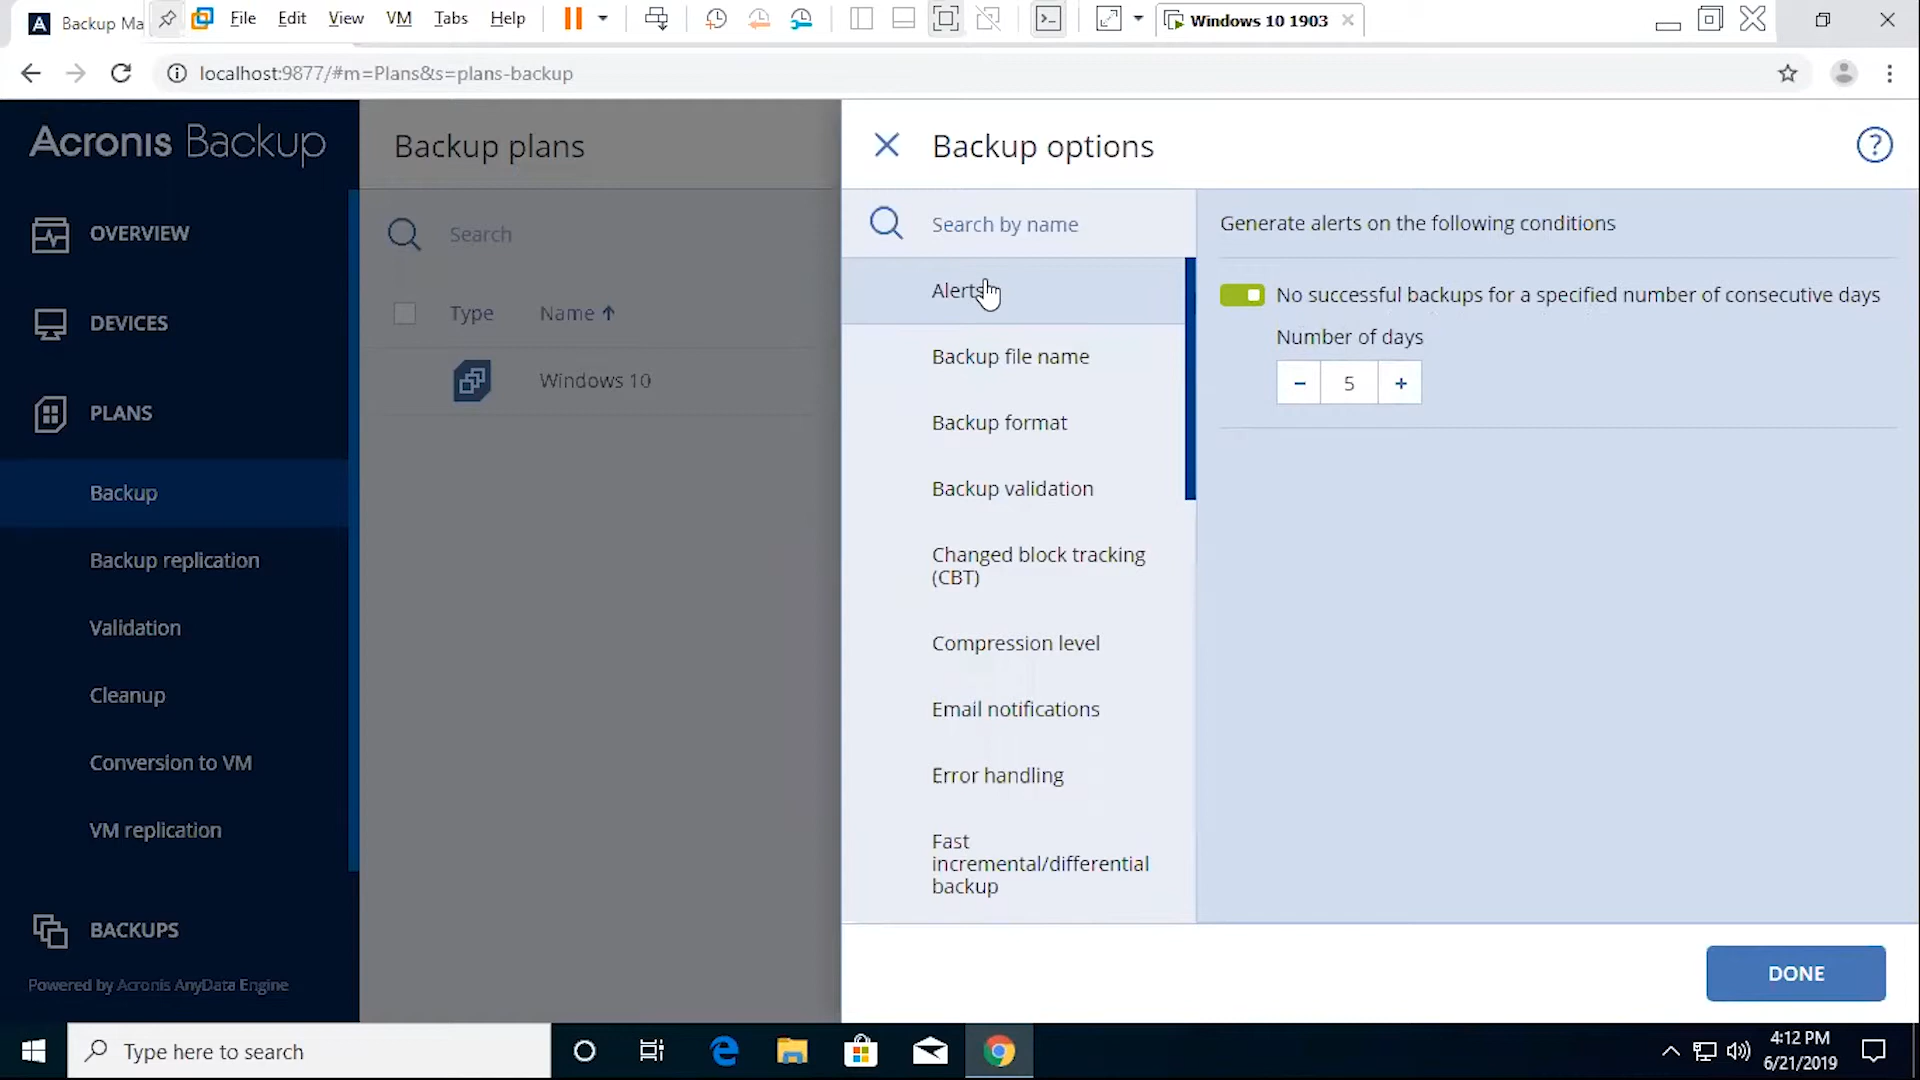 Backup Ma
File Edit View VM Tabs Help
Windows 10 1903
localhost:9877/#m=Plans&s=plans-backup
Acronis Backup
OVERVIEW
DEVICES
PLANS
Backup
Backup replication
Validation
Cleanup
Conversion to VM
VM replication
BACKUPS
Powered by Acronis AnyData Engine
Backup plans
Search
Type Name
Windows 10
Backup options
?
Search by name
Alerts
Backup file name
Backup format
Backup validation
Changed block tracking
(CBT)
Compression level
Email notifications
Error handling
Fast
incremental/differential
backup
Generate alerts on the following conditions
No successful backups for a specified number of consecutive days
Number of days
- 5 +
DONE
Type here to search
4:12 PM
6/21/2019